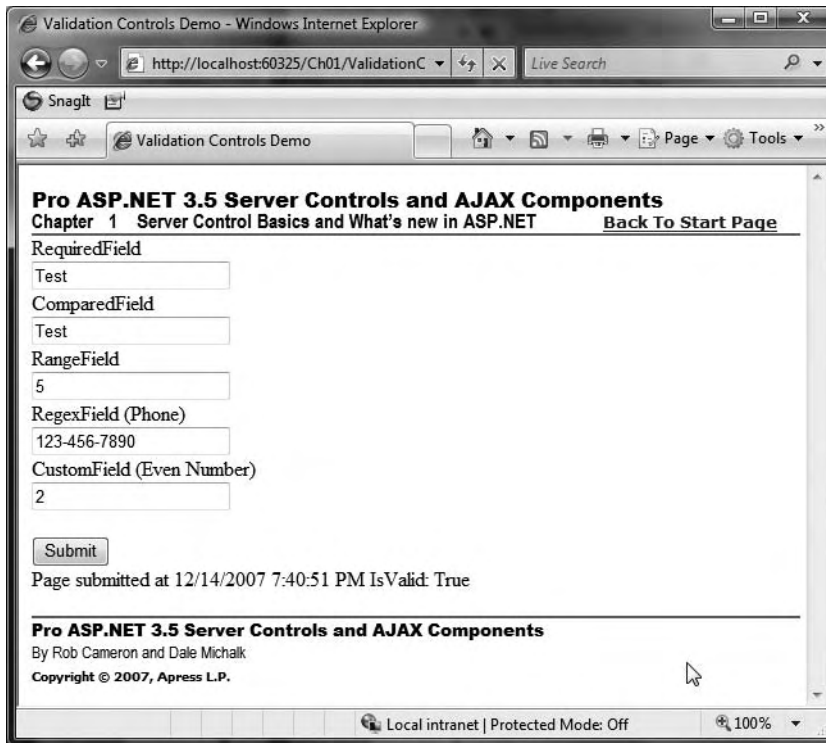 Validation Controls Demo - Windows Internet Explorer
http://localhost:60325/Ch01/ValidationC
Live Search
SnagIt
Validation Controls Demo
Page
Tools
Pro ASP.NET 3.5 Server Controls and AJAX Components
Chapter 1 Server Control Basics and What's new in ASP.NET Back To Start Page
RequiredField
Test
ComparedField
Test
RangeField
5
RegexField (Phone)
123-456-7890
CustomField (Even Number)
2
Submit
Page submitted at 12/14/2007 7:40:51 PM IsValid: True
Pro ASP.NET 3.5 Server Controls and AJAX Components
By Rob Cameron and Dale Michalk
Copyright © 2007, Apress L.P.
Local intranet | Protected Mode: Off
100%